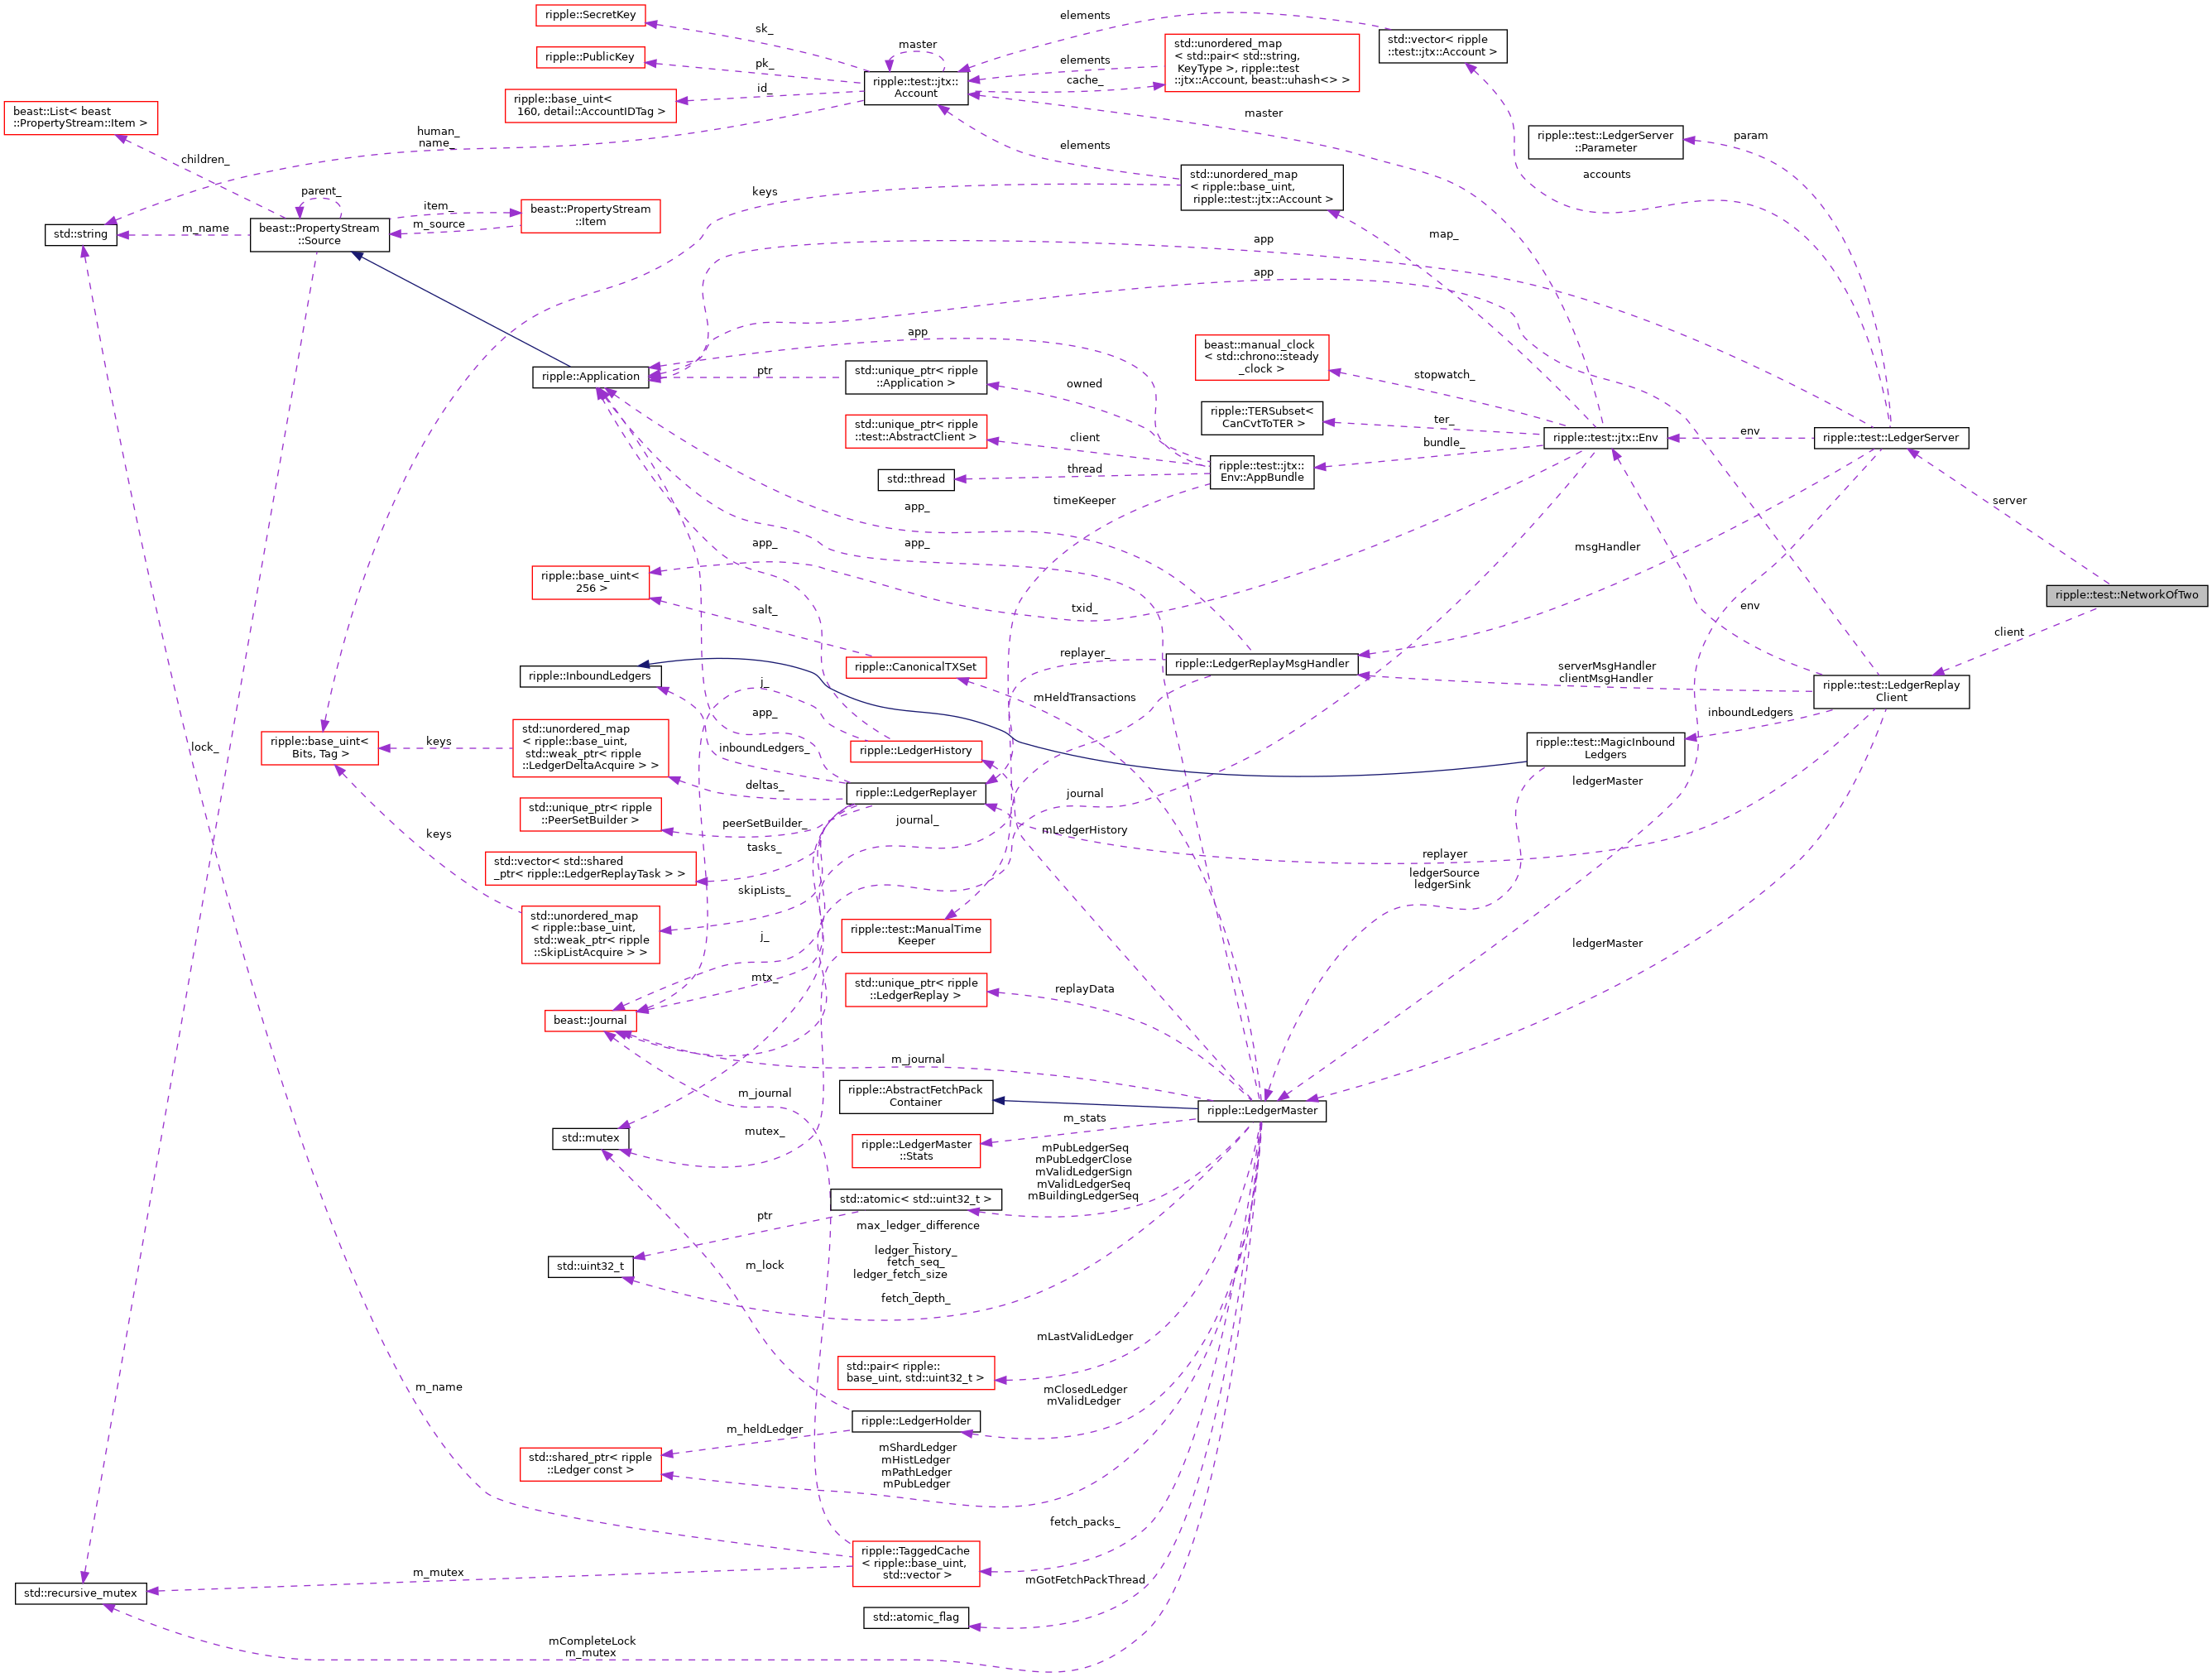 ripple::SecretKey
ripple::PublicKey
ripple::base_uint<
160, detail::AccountIDTag >
beast::List< beast
::PropertyStream::Item >
std::string
beast::PropertyStream
::Source
beast::PropertyStream
::Item
ripple::test::jtx::
Account
std::unordered_map
< std::pair< std::string,
KeyType >, ripple::test
::jtx::Account, beast::uhash<> >
std::vector< ripple
::test::jtx::Account >
ripple::test::LedgerServer
::Parameter
std::unordered_map
< ripple::base_uint,
ripple::test::jtx::Account >
sk_
pk_
id_
human_
name_
master
elements
elements
cache_
elements
master
param
accounts
children_
parent_
item_
m_source
m_name
keys
map_
app
app
app
ripple::Application
ptr
std::unique_ptr< ripple
::Application >
owned
beast::manual_clock
< std::chrono::steady
_clock >
stopwatch_
ripple::TERSubset<
CanCvtToTER >
ter_
std::unique_ptr< ripple
::test::AbstractClient >
client
bundle_
ripple::test::jtx::Env
env
ripple::test::LedgerServer
std::thread
thread
ripple::test::jtx::
Env::AppBundle
timeKeeper
server
app_
app_
app_
msgHandler
ripple::base_uint<
256 >
salt_
txid_
env
ripple::test::NetworkOfTwo
client
ripple::InboundLedgers
ripple::CanonicalTXSet
replayer_
ripple::LedgerReplayMsgHandler
serverMsgHandler
clientMsgHandler
ripple::test::LedgerReplay
Client
j_
mHeldTransactions
app_
inboundLedgers
lock_
ripple::base_uint<
Bits, Tag >
keys
std::unordered_map
< ripple::base_uint,
std::weak_ptr< ripple
::LedgerDeltaAcquire > >
inboundLedgers_
ripple::LedgerHistory
ripple::test::MagicInbound
Ledgers
deltas_
ripple::LedgerReplayer
journal
ledgerMaster
std::unique_ptr< ripple
::PeerSetBuilder >
peerSetBuilder_
journal_
mLedgerHistory
keys
tasks_
replayer
std::vector< std::shared
_ptr< ripple::LedgerReplayTask > >
skipLists_
ledgerSource
ledgerSink
std::unordered_map
< ripple::base_uint,
std::weak_ptr< ripple
::SkipListAcquire > >
j_
ripple::test::ManualTime
Keeper
ledgerMaster
mtx_
std::unique_ptr< ripple
::LedgerReplay >
replayData
beast::Journal
m_journal
m_journal
ripple::AbstractFetchPack
Container
ripple::LedgerMaster
m_stats
std::mutex
mutex_
ripple::LedgerMaster
::Stats
mPubLedgerSeq
mPubLedgerClose
mValidLedgerSign
mValidLedgerSeq
mBuildingLedgerSeq
std::atomic< std::uint32_t >
ptr
max_ledger_difference
_
ledger_history_
fetch_seq_
ledger_fetch_size
_
fetch_depth_
std::uint32_t
m_lock
mLastValidLedger
std::pair< ripple::
base_uint, std::uint32_t >
m_name
mClosedLedger
mValidLedger
ripple::LedgerHolder
m_heldLedger
std::shared_ptr< ripple
::Ledger const >
mShardLedger
mHistLedger
mPathLedger
mPubLedger
fetch_packs_
ripple::TaggedCache
< ripple::base_uint,
std::vector >
m_mutex
mGotFetchPackThread
std::recursive_mutex
std::atomic_flag
mCompleteLock
m_mutex